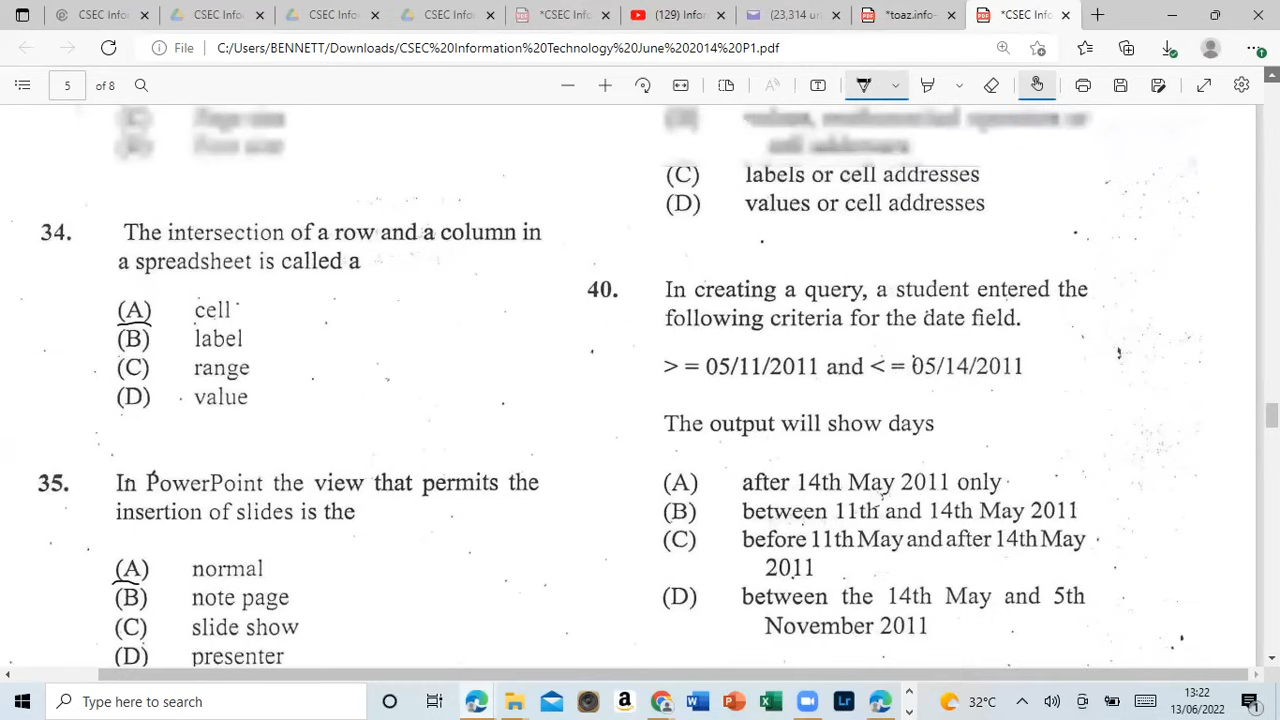 CSEC Infor
CSEC Infor
CSEC Infor
CSEC Infor
*CSEC Info
(129) Infor
(23,314 un
*toaz.info-
*CSEC Info
File
C:/Users/BENNETT/Downloads/CSEC%20Information%20Technology%20June%202014%20P1.pdf
5 of 8
34. The intersection of a row and a column in
a spreadsheet is called a
(A) cell
(B) label
(C) range
(D) value
35. In PowerPoint the view that permits the
insertion of slides is the
(A) normal
(B) note page
(C) slide show
(D) presenter
(C) labels or cell addresses
(D) values or cell addresses
40. In creating a query, a student entered the
following criteria for the date field.
> = 05/11/2011 and < = 05/14/2011
The output will show days
(A) after 14th May 2011 only
(B) between 11th and 14th May 2011
(C) before 11th May and after 14th May
2011
(D) between the 14th May and 5th
November 2011
Type here to search
32°C
13:22
13/06/2022